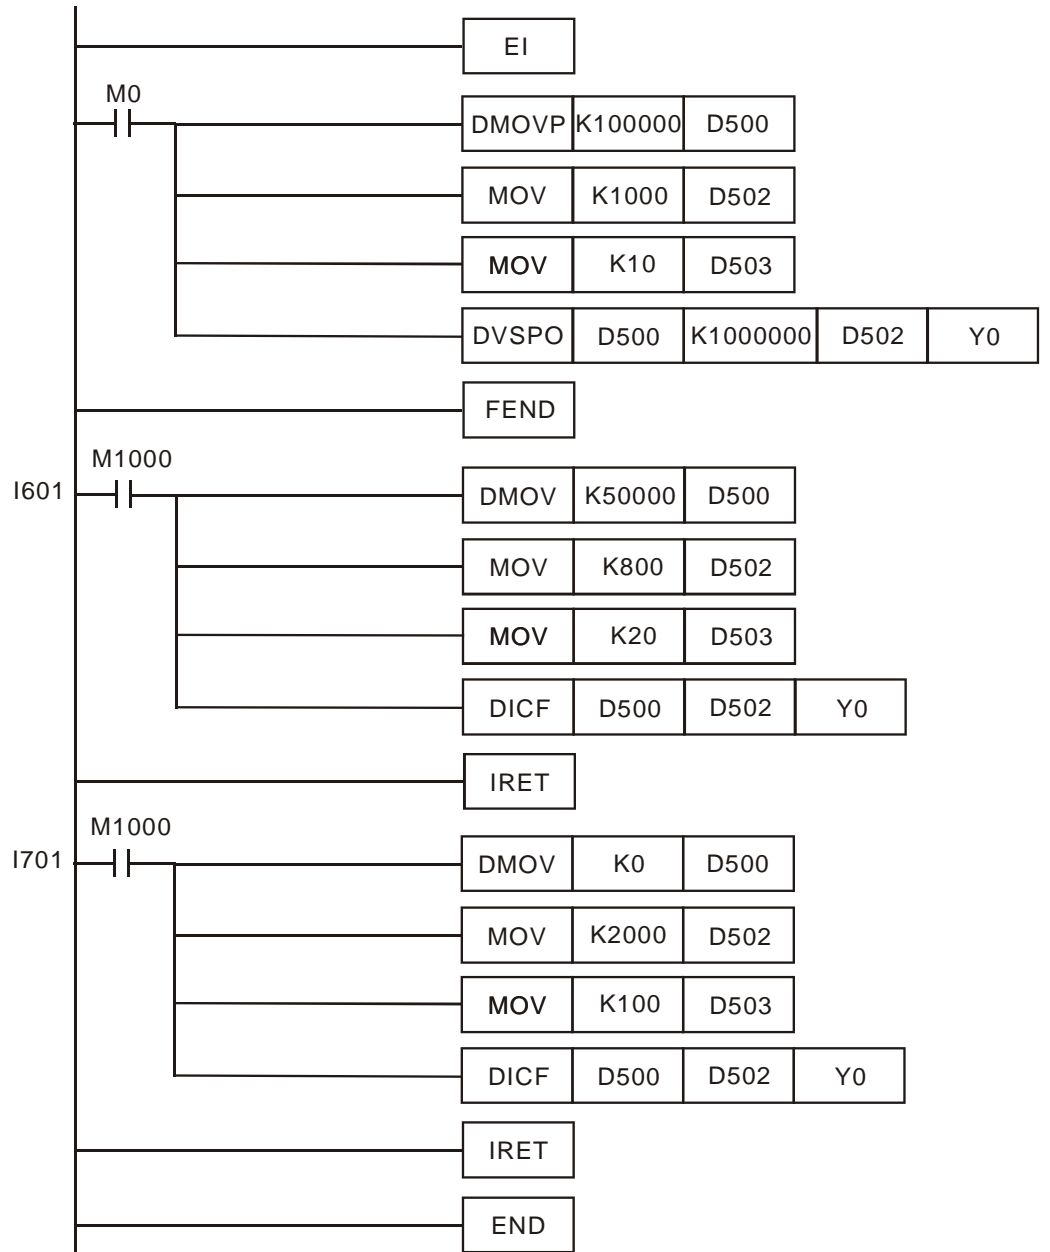 EI
M0
DMOVP K100000 D500
MOV K1000 D502
MOV K10 D503
DVSPO D500 K1000000 D502 Y0
FEND
M1000
I601
DMOV K50000 D500
MOV K800 D502
MOV K20 D503
DICF D500 D502 Y0
IRET
M1000
I701
DMOV K0 D500
MOV K2000 D502
MOV K100 D503
DICF D500 D502 Y0
IRET
END